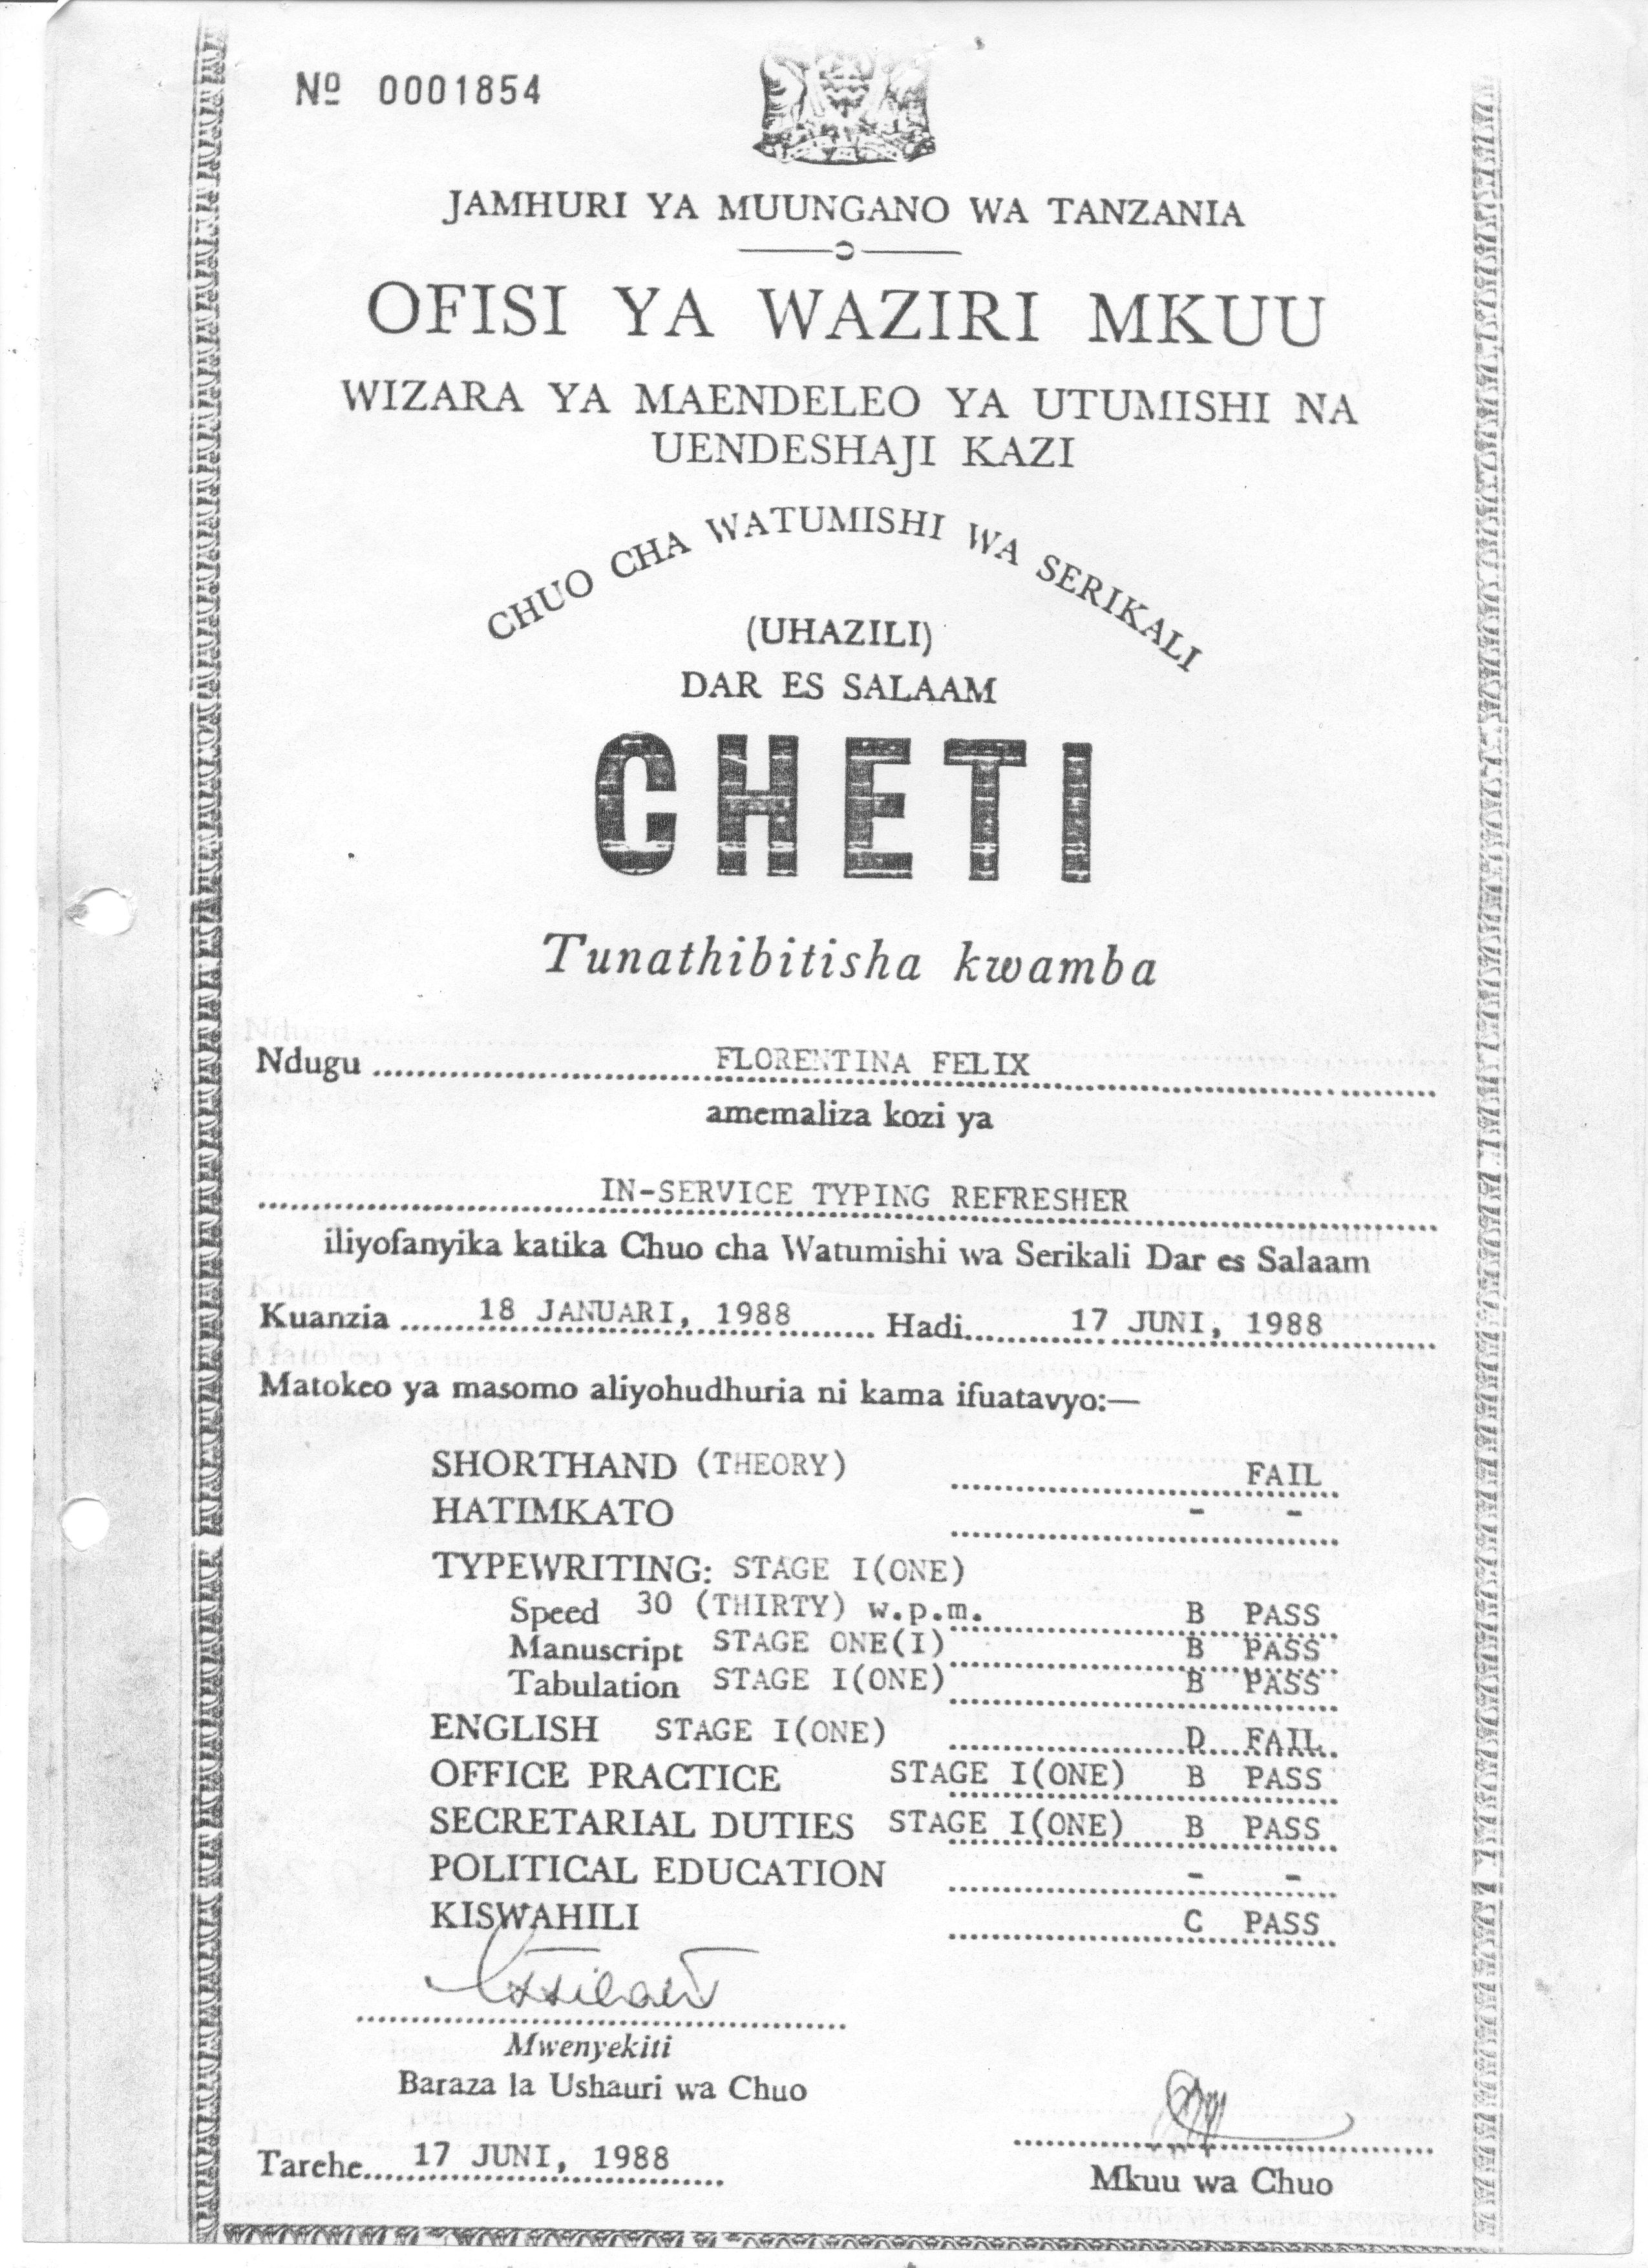 Nº 0001854
JAMHURI YA MUUNGANO WA TANZANIA
OFISI YA WAZIRI MKUU
WIZARA YA MAENDELEO YA UTUMISHI NA
UENDESHAJI KAZI
CHUO CHA WATUMISHI WA SERIKALI
(UHAZILI)
DAR ES SALAAM
CHETI
Tunathibitisha kwamba
Ndugu FLORENTINA FELIX
amemaliza kozi ya
IN-SERVICE TYPING REFRESHER
iliyofanyika katika Chuo cha Watumishi wa Serikali Dar es Salaam
Kuanzia 18 JANUARI, 1988 Hadi 17 JUNI, 1988
Matokeo ya masomo aliyohudhuria ni kama ifuatavyo:—
SHORTHAND (THEORY) FAIL
HATIMKATO - -
TYPEWRITING: STAGE I(ONE)
Speed 30 (THIRTY) w.p.m. B PASS
Manuscript STAGE ONE(I) B PASS
Tabulation STAGE I(ONE) B PASS
ENGLISH STAGE I(ONE) D FAIL
OFFICE PRACTICE STAGE I(ONE) B PASS
SECRETARIAL DUTIES STAGE I(ONE) B PASS
POLITICAL EDUCATION - -
KISWAHILI C PASS
Mwenyekiti
Baraza la Ushauri wa Chuo
Tarehe 17 JUNI, 1988
Mkuu wa Chuo